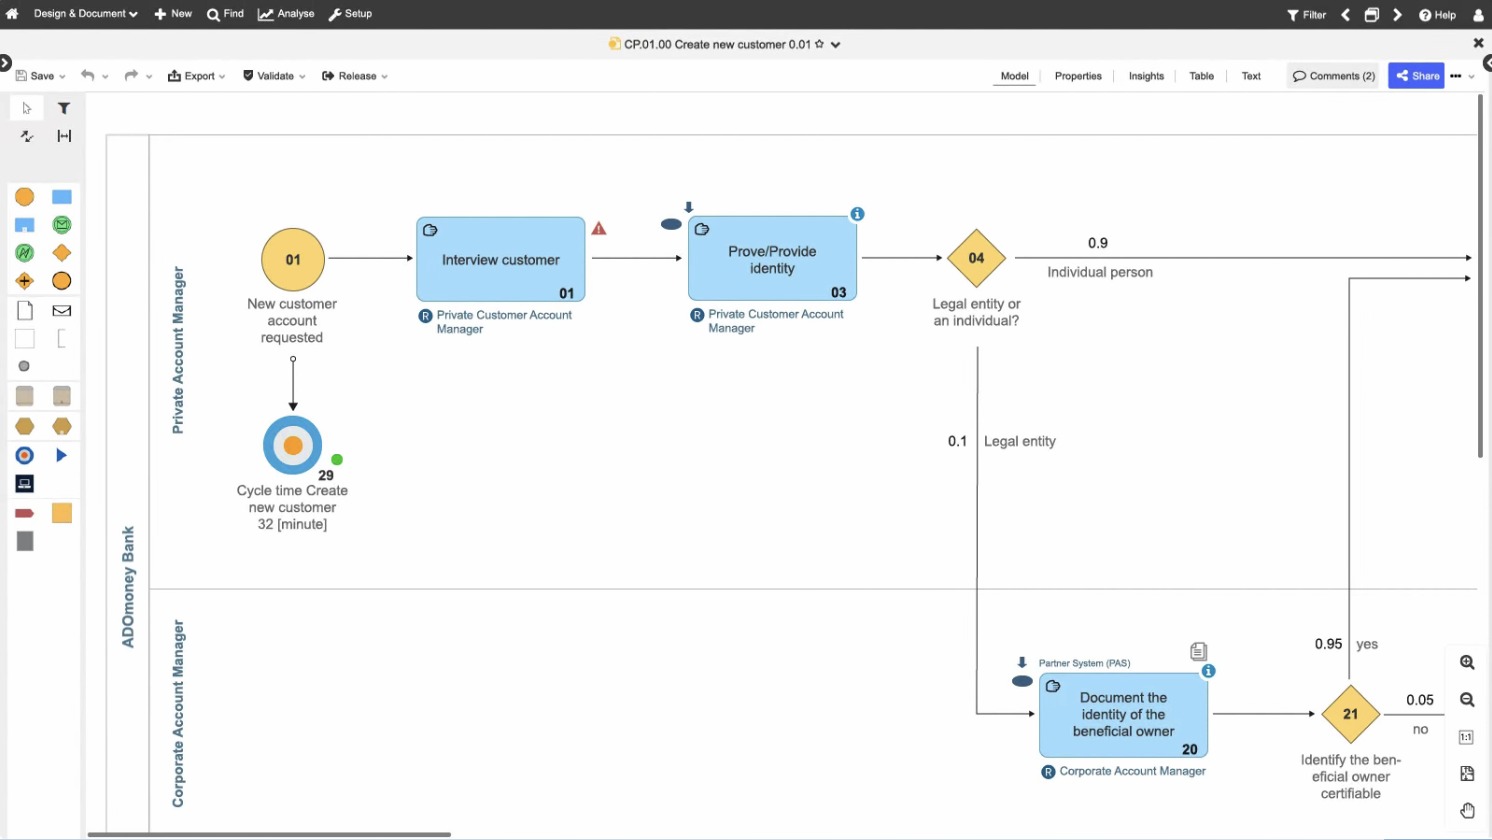 Design & Document
New
Find
Analyse
Setup
Filter
Help
CP.01.00 Create new customer 0.01
Save
Export
Validate
Release
Model
Properties
Insights
Table
Text
Comments (2)
Share
ADOmoney Bank
Private Account Manager
01
New customer
account
requested
29
Cycle time Create
new customer
32 [minute]
Interview customer
01
R Private Customer Account
Manager
Prove/Provide
identity
03
R Private Customer Account
Manager
04
Legal entity or
an individual?
0.9
Individual person
0.1 Legal entity
Corporate Account Manager
Partner System (PAS)
Document the
identity of the
beneficial owner
20
R Corporate Account Manager
0.95 yes
21
0.05
no
Identify the ben-
eficial owner
certifiable
1:1